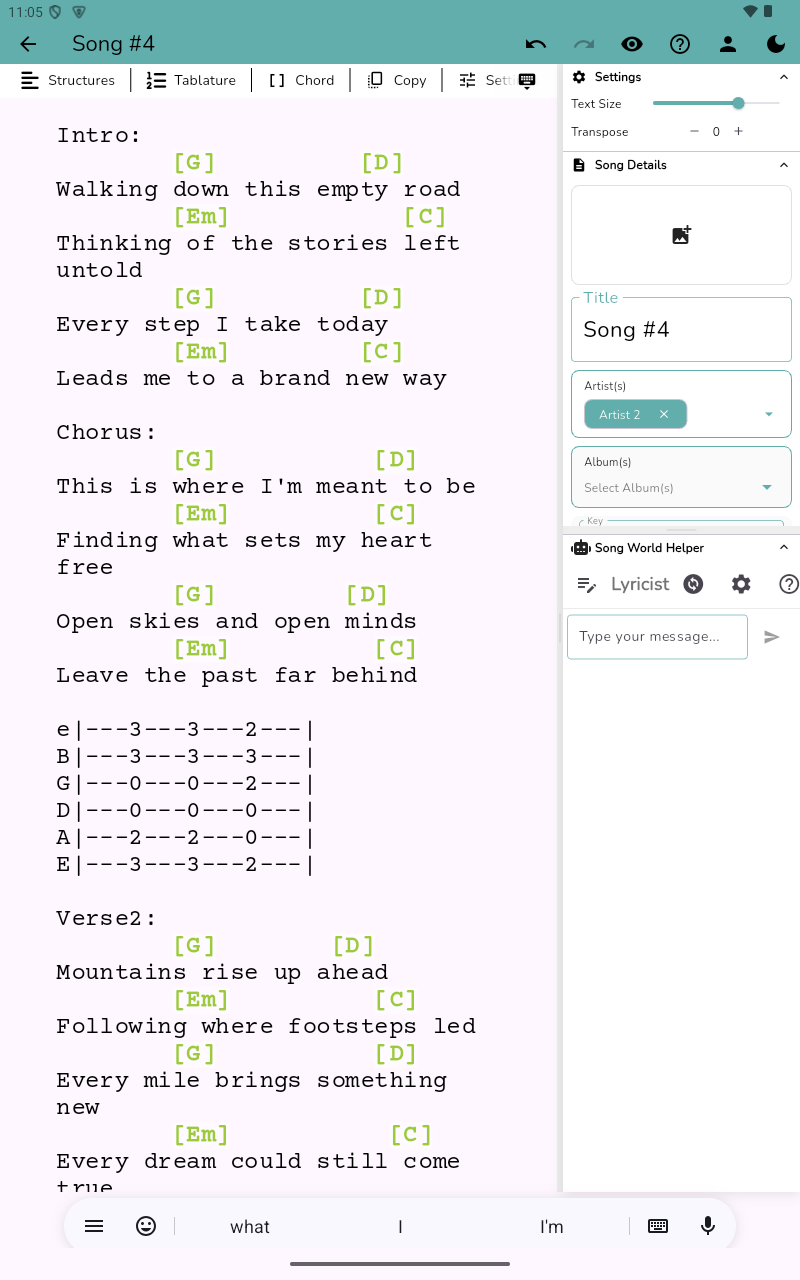 11:05
Song #4
Structures
Tablature
[ ] Chord
Copy
Sett
Intro:
[G] [D]
Walking down this empty road
[Em] [C]
Thinking of the stories left
untold
[G] [D]
Every step I take today
[Em] [C]
Leads me to a brand new way
Chorus:
[G] [D]
This is where I'm meant to be
[Em] [C]
Finding what sets my heart
free
[G] [D]
Open skies and open minds
[Em] [C]
Leave the past far behind
e|---3---3---2---|
B|---3---3---3---|
G|---0---0---2---|
D|---0---0---0---|
A|---2---2---0---|
E|---3---3---2---|
Verse2:
[G] [D]
Mountains rise up ahead
[Em] [C]
Following where footsteps led
[G] [D]
Every mile brings something
new
[Em] [C]
Every dream could still come
true
Settings
Text Size
Transpose − 0 +
Song Details
Title
Song #4
Artist(s)
Artist 2
Album(s)
Select Album(s)
Key
Song World Helper
Lyricist
Type your message...
what I I'm